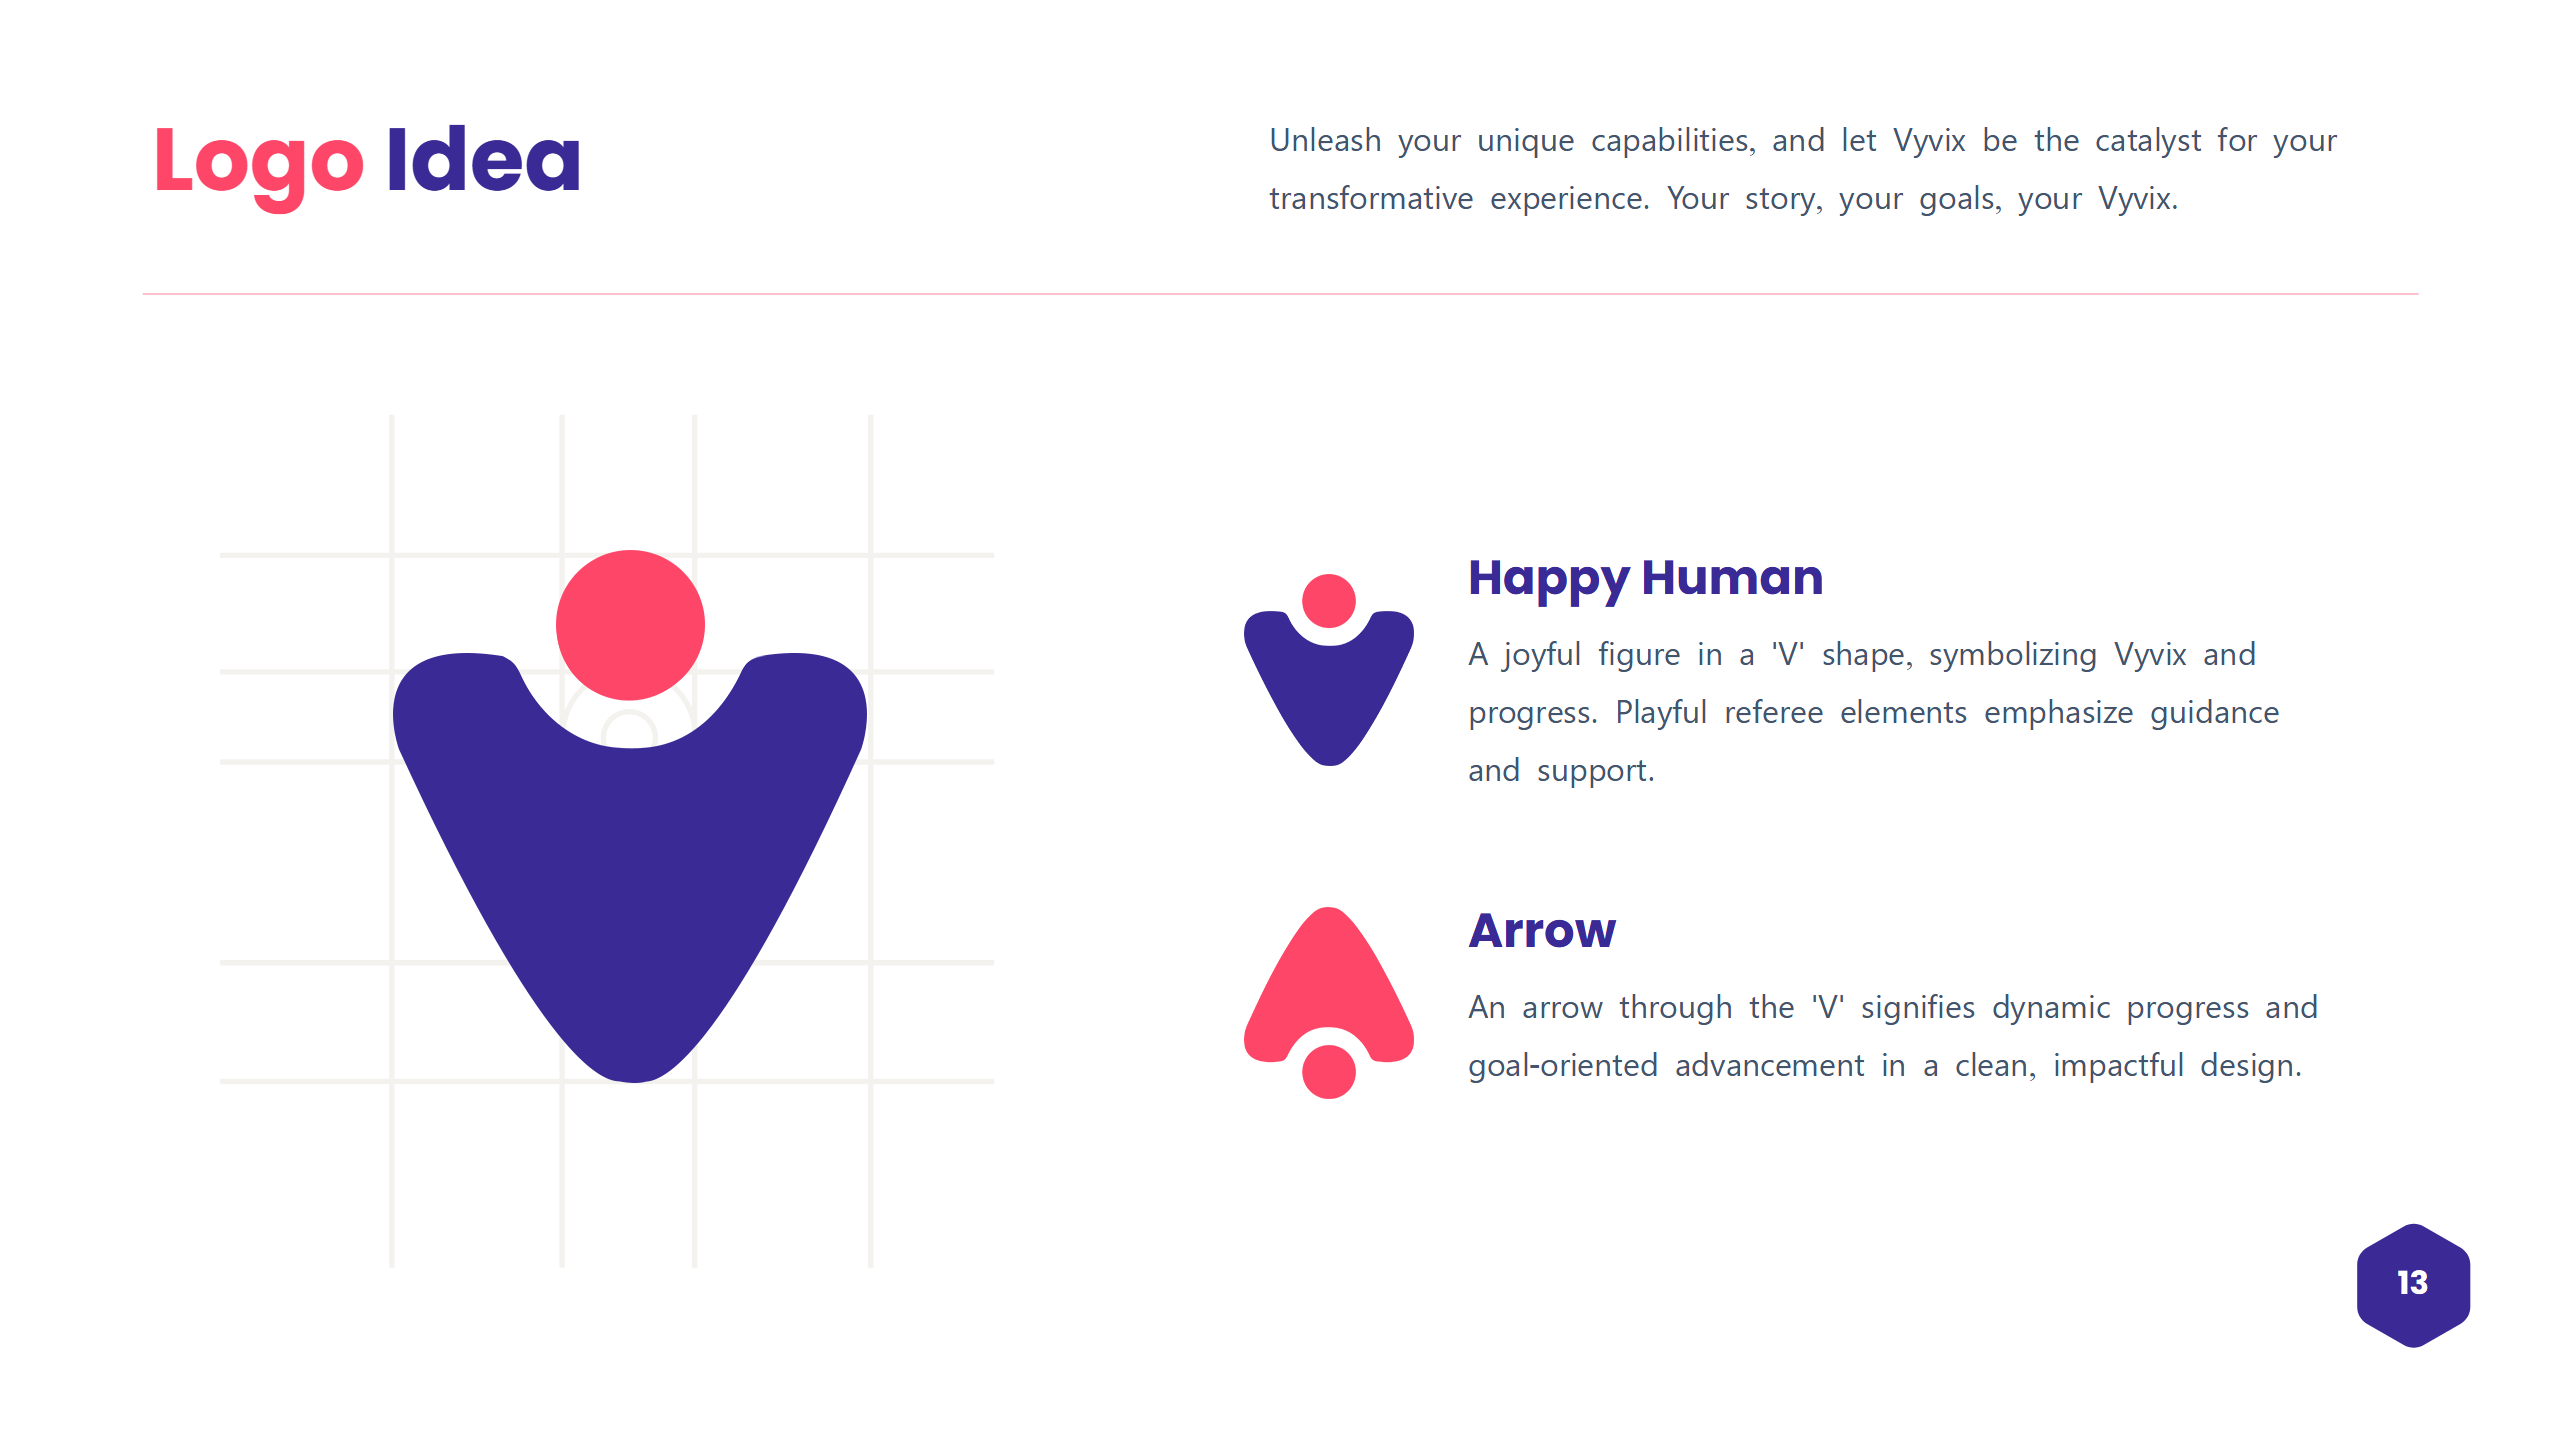 Logo Idea
Unleash your unique capabilities, and let Vyvix be the catalyst for your
transformative experience. Your story, your goals, your Vyvix.
Happy Human
A joyful figure in a 'V' shape, symbolizing Vyvix and
progress. Playful referee elements emphasize guidance
and support.
Arrow
An arrow through the 'V' signifies dynamic progress and
goal-oriented advancement in a clean, impactful design.
13